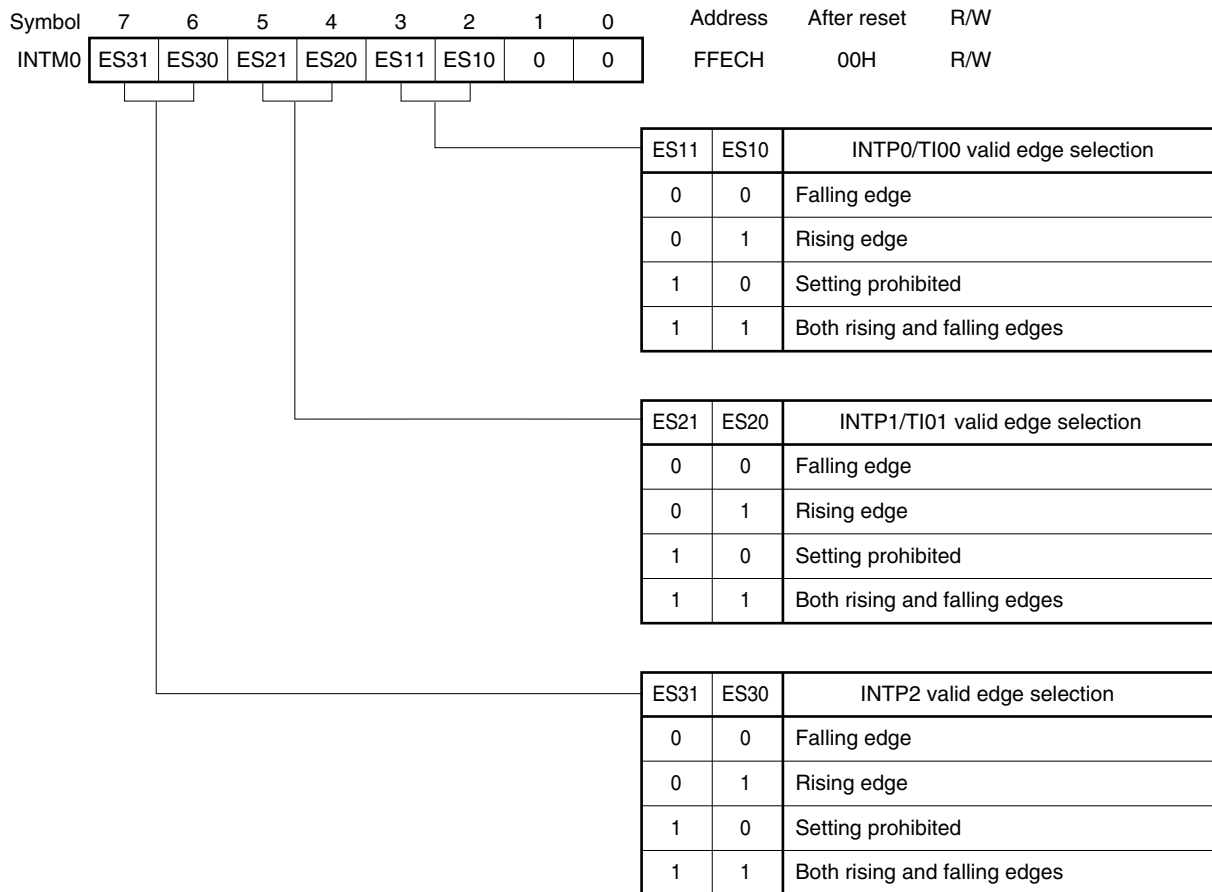 Symbol 7 6 5 4 3 2 1 0 Address After reset R/W
INTM0 ES31 ES30 ES21 ES20 ES11 ES10 0 0 FFECH 00H R/W
ES11 ES10 INTP0/TI00 valid edge selection
0 0 Falling edge
0 1 Rising edge
1 0 Setting prohibited
1 1 Both rising and falling edges
ES21 ES20 INTP1/TI01 valid edge selection
0 0 Falling edge
0 1 Rising edge
1 0 Setting prohibited
1 1 Both rising and falling edges
ES31 ES30 INTP2 valid edge selection
0 0 Falling edge
0 1 Rising edge
1 0 Setting prohibited
1 1 Both rising and falling edges